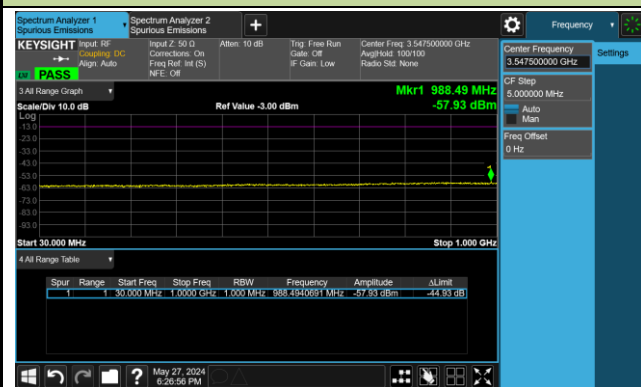 Spectrum Analyzer 1
Spurious Emissions
Spectrum Analyzer 2
Spurious Emissions
+
Frequency
KEYSIGHT
Input: RF
Coupling: DC
Align: Auto
Input Z: 50 Ω
Corrections: On
Freq Ref: Int (S)
NFE: Off
Atten: 10 dB
Trig: Free Run
Gate: Off
IF Gain: Low
Center Freq: 3.547500000 GHz
Avg|Hold: 100/100
Radio Std: None
PASS
Center Frequency
3.547500000 GHz
Settings
CF Step
5.000000 MHz
Auto
Man
Freq Offset
0 Hz
3 All Range Graph
Mkr1 988.49 MHz
Scale/Div 10.0 dB
Ref Value -3.00 dBm
-57.93 dBm
Log
-13.0
-23.0
-33.0
-43.0
-53.0
-63.0
-73.0
-83.0
-93.0
1
Start 30.000 MHz
Stop 1.000 GHz
4 All Range Table
Spur Range Start Freq Stop Freq RBW Frequency Amplitude ΔLimit
1 1 30.000 MHz 1.0000 GHz 1.000 MHz 988.4940691 MHz -57.93 dBm -44.93 dB
?
May 27, 2024
6:26:56 PM